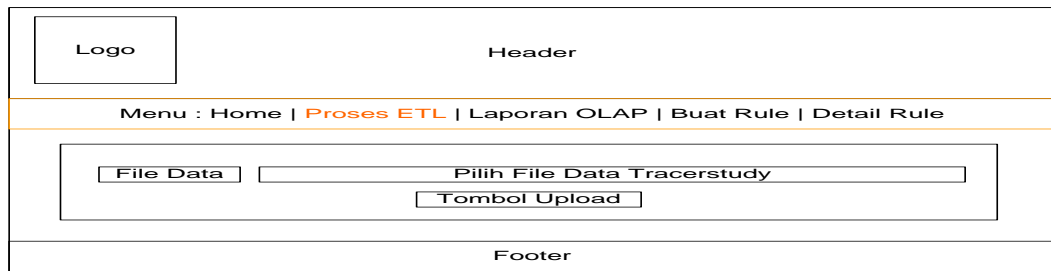 Logo
Header
Menu : Home | Proses ETL | Laporan OLAP | Buat Rule | Detail Rule
File Data
Pilih File Data Tracerstudy
Tombol Upload
Footer